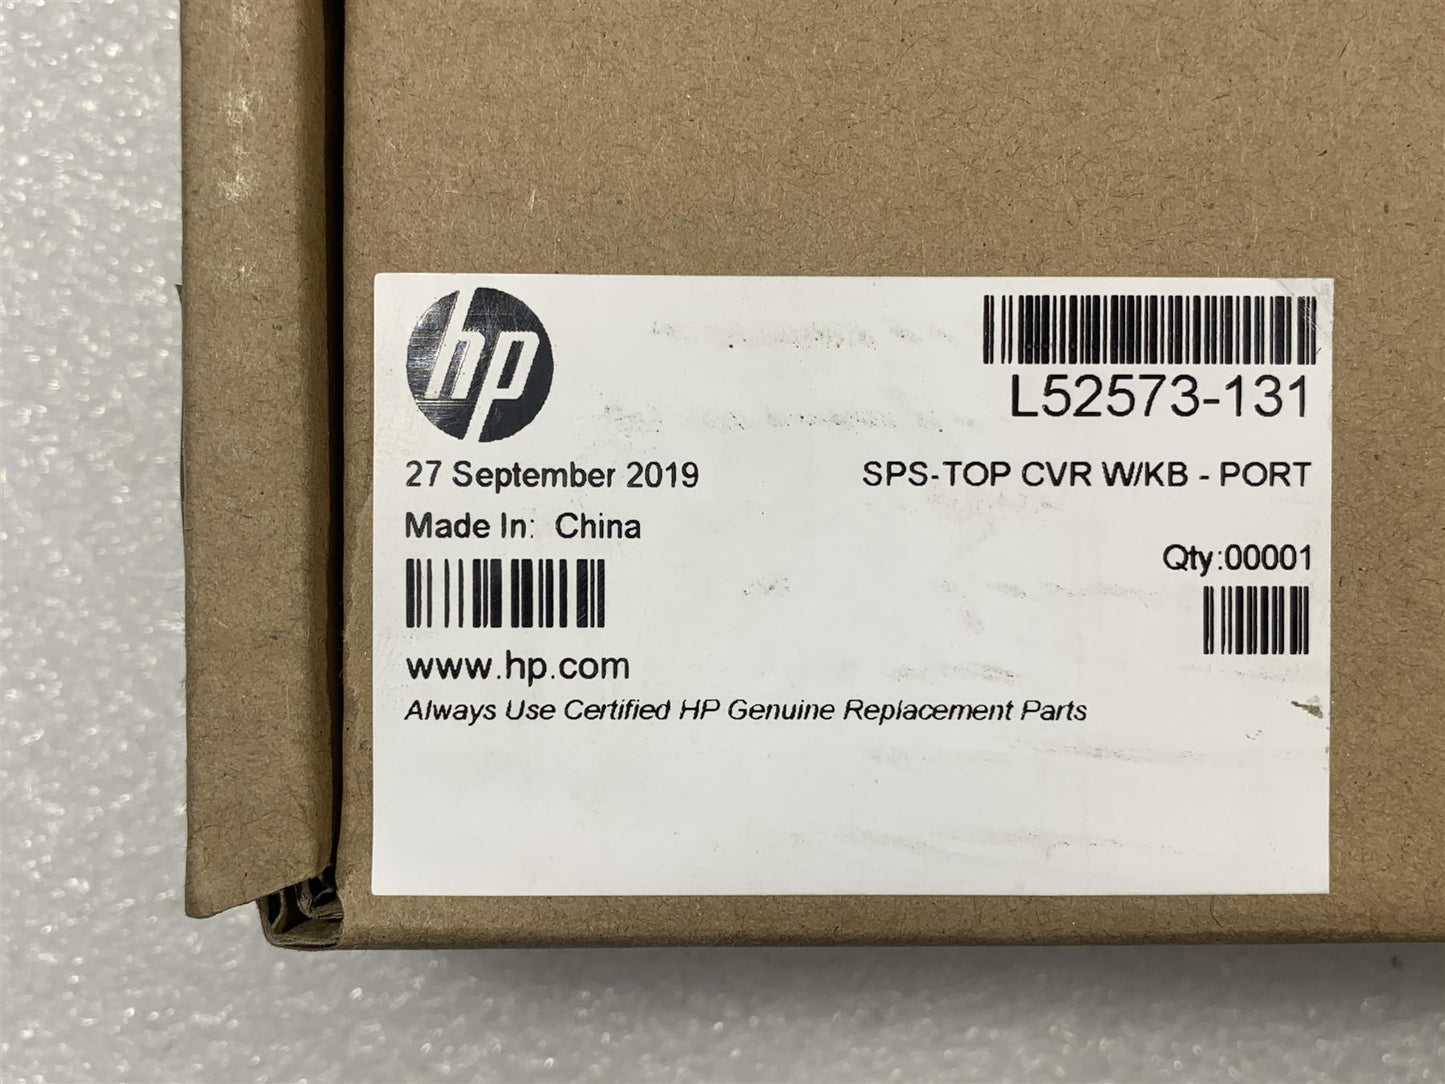 hp
L52573-131
27 September 2019
SPS-TOP CVR W/KB - PORT
Made In: China
Qty:00001
www.hp.com
Always Use Certified HP Genuine Replacement Parts